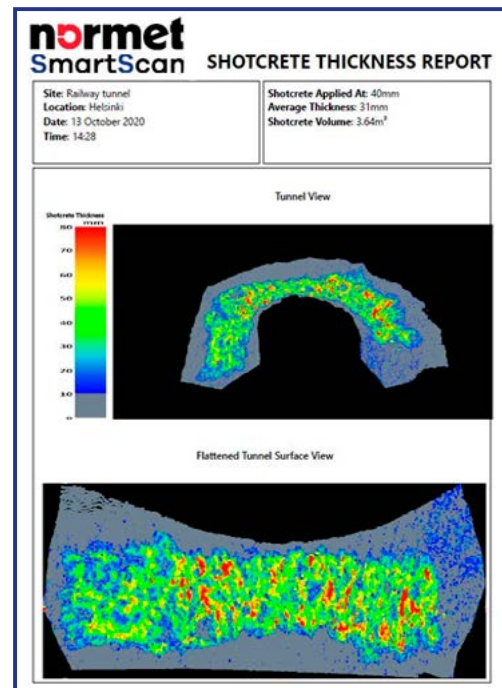 normet
SmartScan
SHOTCRETE THICKNESS REPORT
Site: Railway tunnel
Location: Helsinki
Date: 13 October 2020
Time: 14:28
Shotcrete Applied At: 40mm
Average Thickness: 31mm
Shotcrete Volume: 3.64m³
Tunnel View
Shotcrete Thickness
mm
80
70
60
50
40
30
20
10
0
Flattened Tunnel Surface View